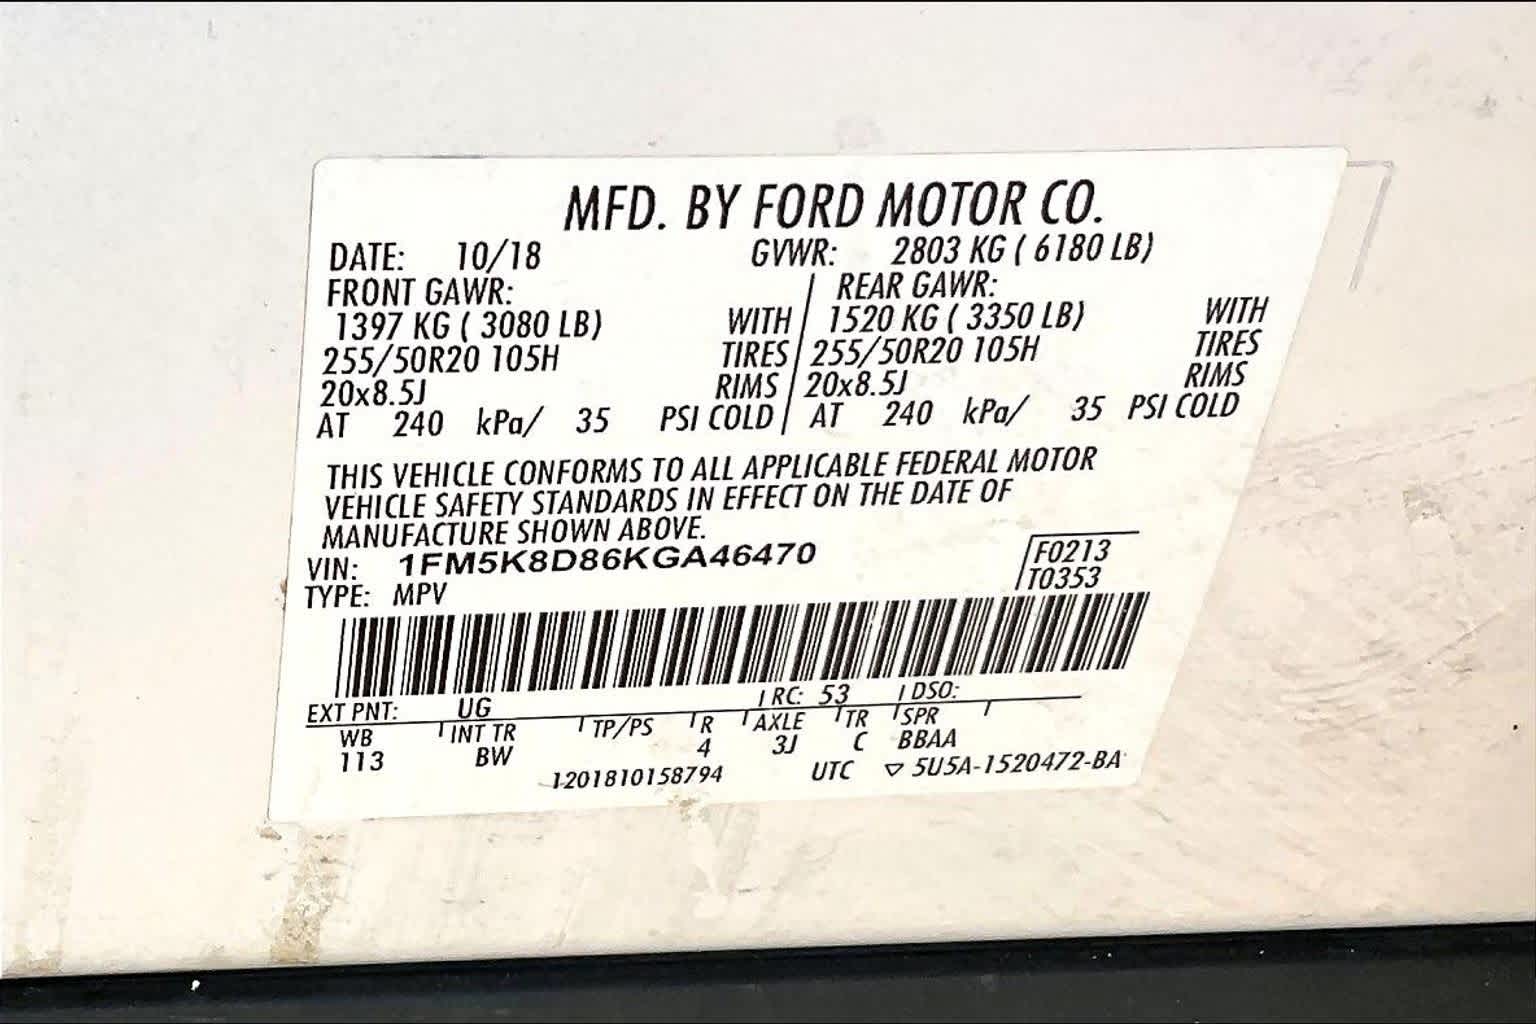 MFD. BY FORD MOTOR CO.
DATE: 10/18 GVWR: 2803 KG ( 6180 LB)
FRONT GAWR: REAR GAWR:
1397 KG ( 3080 LB) WITH 1520 KG ( 3350 LB) WITH
255/50R20 105H TIRES 255/50R20 105H TIRES
20x8.5J RIMS 20x8.5J RIMS
AT 240 kPa/ 35 PSI COLD AT 240 kPa/ 35 PSI COLD
THIS VEHICLE CONFORMS TO ALL APPLICABLE FEDERAL MOTOR
VEHICLE SAFETY STANDARDS IN EFFECT ON THE DATE OF
MANUFACTURE SHOWN ABOVE.
VIN: 1FM5K8D86KGA46470 F0213
TYPE: MPV T0353
EXT PNT: UG RC: 53 DSO:
WB INT TR TP/PS R AXLE TR SPR
113 BW 4 3J C BBAA
1201810158794 UTC ▽ 5U5A-1520472-BA